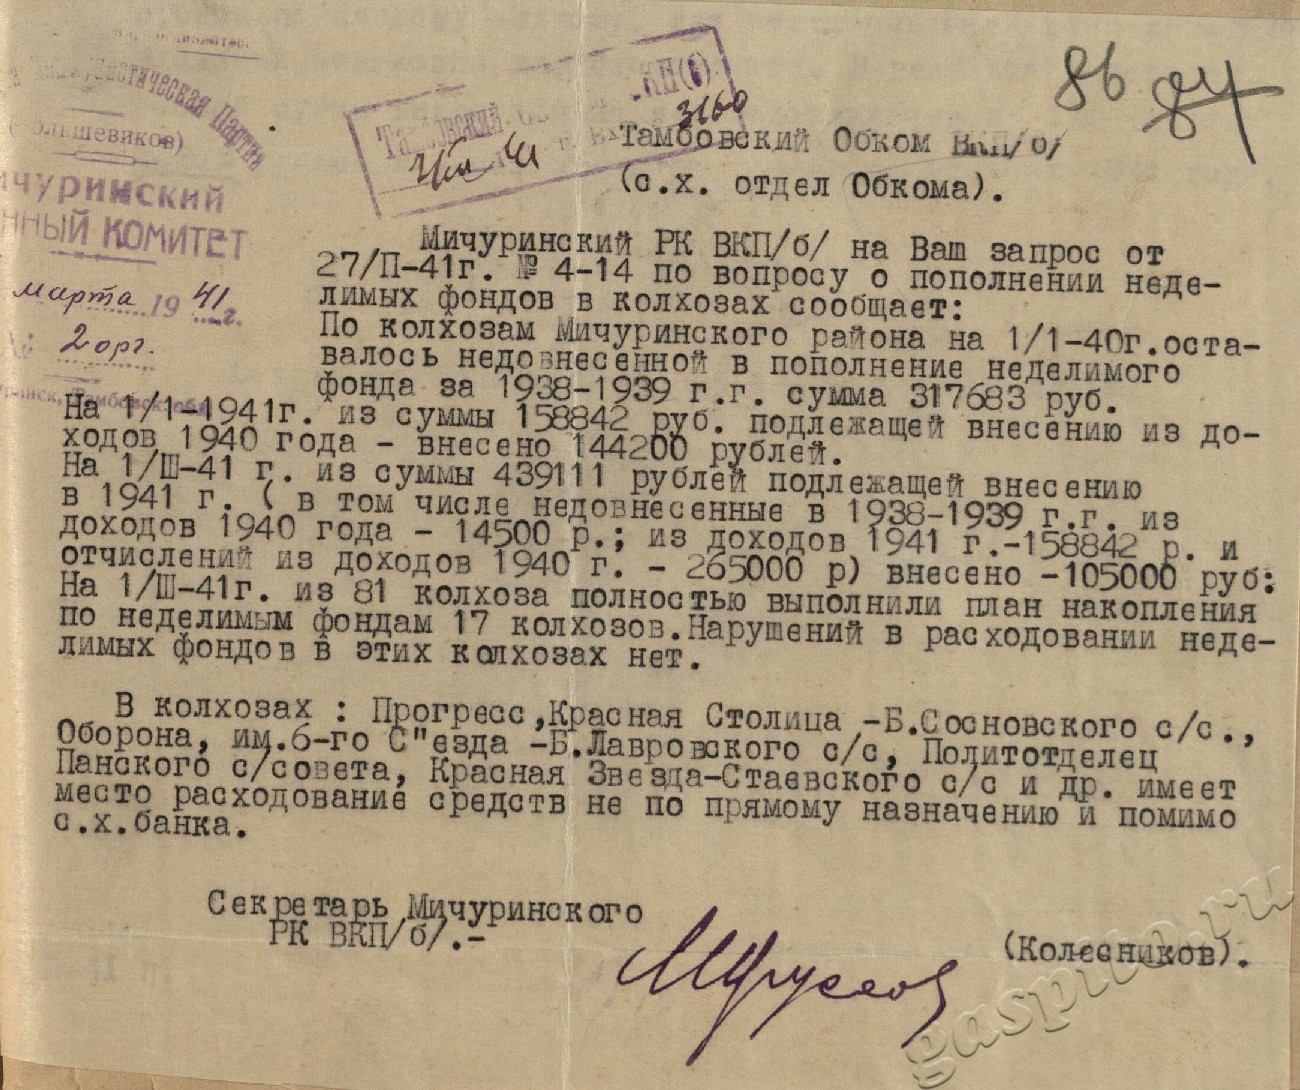 86 84
Коммунистическая Партия
(большевиков)
Мичуринский
КОМИТЕТ
марта 1941 г.
№ 2 орг.
Тамбовский
3160
Тамбовский Обком ВКП/б/
(с.х. отдел Обкома).
Мичуринский РК ВКП/б/ на Ваш запрос от
27/П-41г. № 4-14 по вопросу о пополнении неде-
лимых фондов в колхозах сообщает:
По колхозам Мичуринского района на 1/1-40г.оста-
валось недовнесенной в пополнение неделимого
фонда за 1938-1939 г.г. сумма 317683 руб.
На 1/1-1941г. из суммы 158842 руб. подлежащей внесению из до-
ходов 1940 года - внесено 144200 рублей.
На 1/Ш-41 г. из суммы 439111 рублей подлежащей внесению
в 1941 г. ( в том числе недовнесенные в 1938-1939 г.г. из
доходов 1940 года - 14500 р.; из доходов 1941 г.-158842 р. и
отчислений из доходов 1940 г. - 265000 р) внесено -105000 руб:
На 1/Ш-41г. из 81 колхоза полностью выполнили план накопления
по неделимым фондам 17 колхозов.Нарушений в расходовании неде-
лимых фондов в этих колхозах нет.
В колхозах : Прогресс,Красная Столица -Б.Сосновского с/с.,
Оборона, им.6-го С"езда -Б.Лавровского с/с, Политотделец
Панского с/совета, Красная Звезда-Стаевского с/с и др. имеет
место расходование средств не по прямому назначению и помимо
с.х.банка.
Секретарь Мичуринского
РК ВКП/б/.-
(Колесников).
gaspito.ru